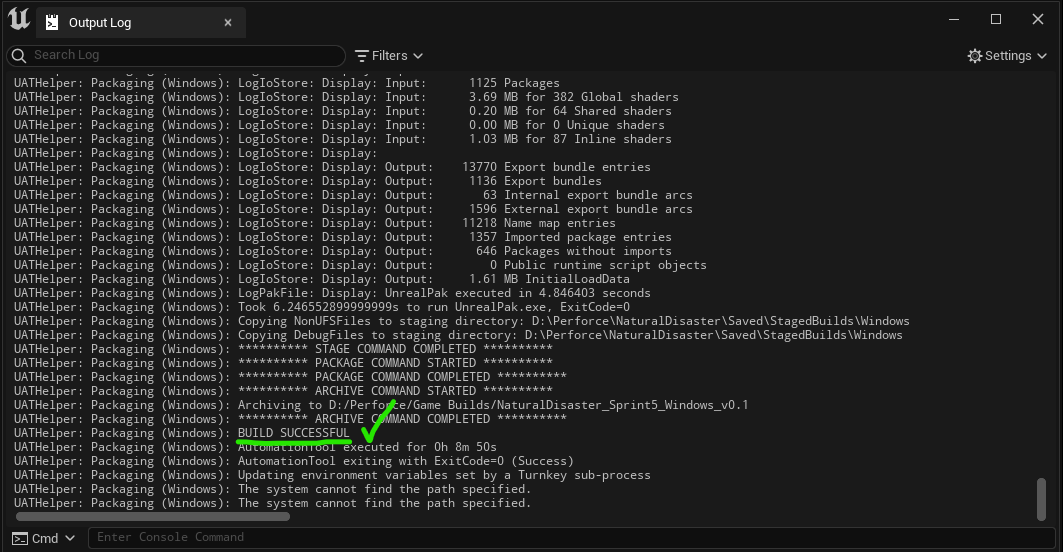 Output Log
Search Log
Filters
Settings
UATHelper: Packaging (Windows): LogIoStore: Display: Input:      1125 Packages
UATHelper: Packaging (Windows): LogIoStore: Display: Input:      3.69 MB for 382 Global shaders
UATHelper: Packaging (Windows): LogIoStore: Display: Input:      0.20 MB for 64 Shared shaders
UATHelper: Packaging (Windows): LogIoStore: Display: Input:      0.00 MB for 0 Unique shaders
UATHelper: Packaging (Windows): LogIoStore: Display: Input:      1.03 MB for 87 Inline shaders
UATHelper: Packaging (Windows): LogIoStore: Display:
UATHelper: Packaging (Windows): LogIoStore: Display: Output:    13770 Export bundle entries
UATHelper: Packaging (Windows): LogIoStore: Display: Output:     1136 Export bundles
UATHelper: Packaging (Windows): LogIoStore: Display: Output:       63 Internal export bundle arcs
UATHelper: Packaging (Windows): LogIoStore: Display: Output:     1596 External export bundle arcs
UATHelper: Packaging (Windows): LogIoStore: Display: Output:    11218 Name map entries
UATHelper: Packaging (Windows): LogIoStore: Display: Output:     1357 Imported package entries
UATHelper: Packaging (Windows): LogIoStore: Display: Output:      646 Packages without imports
UATHelper: Packaging (Windows): LogIoStore: Display: Output:        0 Public runtime script objects
UATHelper: Packaging (Windows): LogIoStore: Display: Output:     1.61 MB InitialLoadData
UATHelper: Packaging (Windows): LogPakFile: Display: UnrealPak executed in 4.846403 seconds
UATHelper: Packaging (Windows): Took 6.246552899999999s to run UnrealPak.exe, ExitCode=0
UATHelper: Packaging (Windows): Copying NonUFSFiles to staging directory: D:\Perforce\NaturalDisaster\Saved\StagedBuilds\Windows
UATHelper: Packaging (Windows): Copying DebugFiles to staging directory: D:\Perforce\NaturalDisaster\Saved\StagedBuilds\Windows
UATHelper: Packaging (Windows): ********** STAGE COMMAND COMPLETED **********
UATHelper: Packaging (Windows): ********** PACKAGE COMMAND STARTED **********
UATHelper: Packaging (Windows): ********** PACKAGE COMMAND COMPLETED **********
UATHelper: Packaging (Windows): ********** ARCHIVE COMMAND STARTED **********
UATHelper: Packaging (Windows): Archiving to D:/Perforce/Game Builds/NaturalDisaster_Sprint5_Windows_v0.1
UATHelper: Packaging (Windows): ********** ARCHIVE COMMAND COMPLETED **********
UATHelper: Packaging (Windows): BUILD SUCCESSFUL
UATHelper: Packaging (Windows): AutomationTool executed for 0h 8m 50s
UATHelper: Packaging (Windows): AutomationTool exiting with ExitCode=0 (Success)
UATHelper: Packaging (Windows): Updating environment variables set by a Turnkey sub-process
UATHelper: Packaging (Windows): The system cannot find the path specified.
UATHelper: Packaging (Windows): The system cannot find the path specified.
Cmd
Enter Console Command